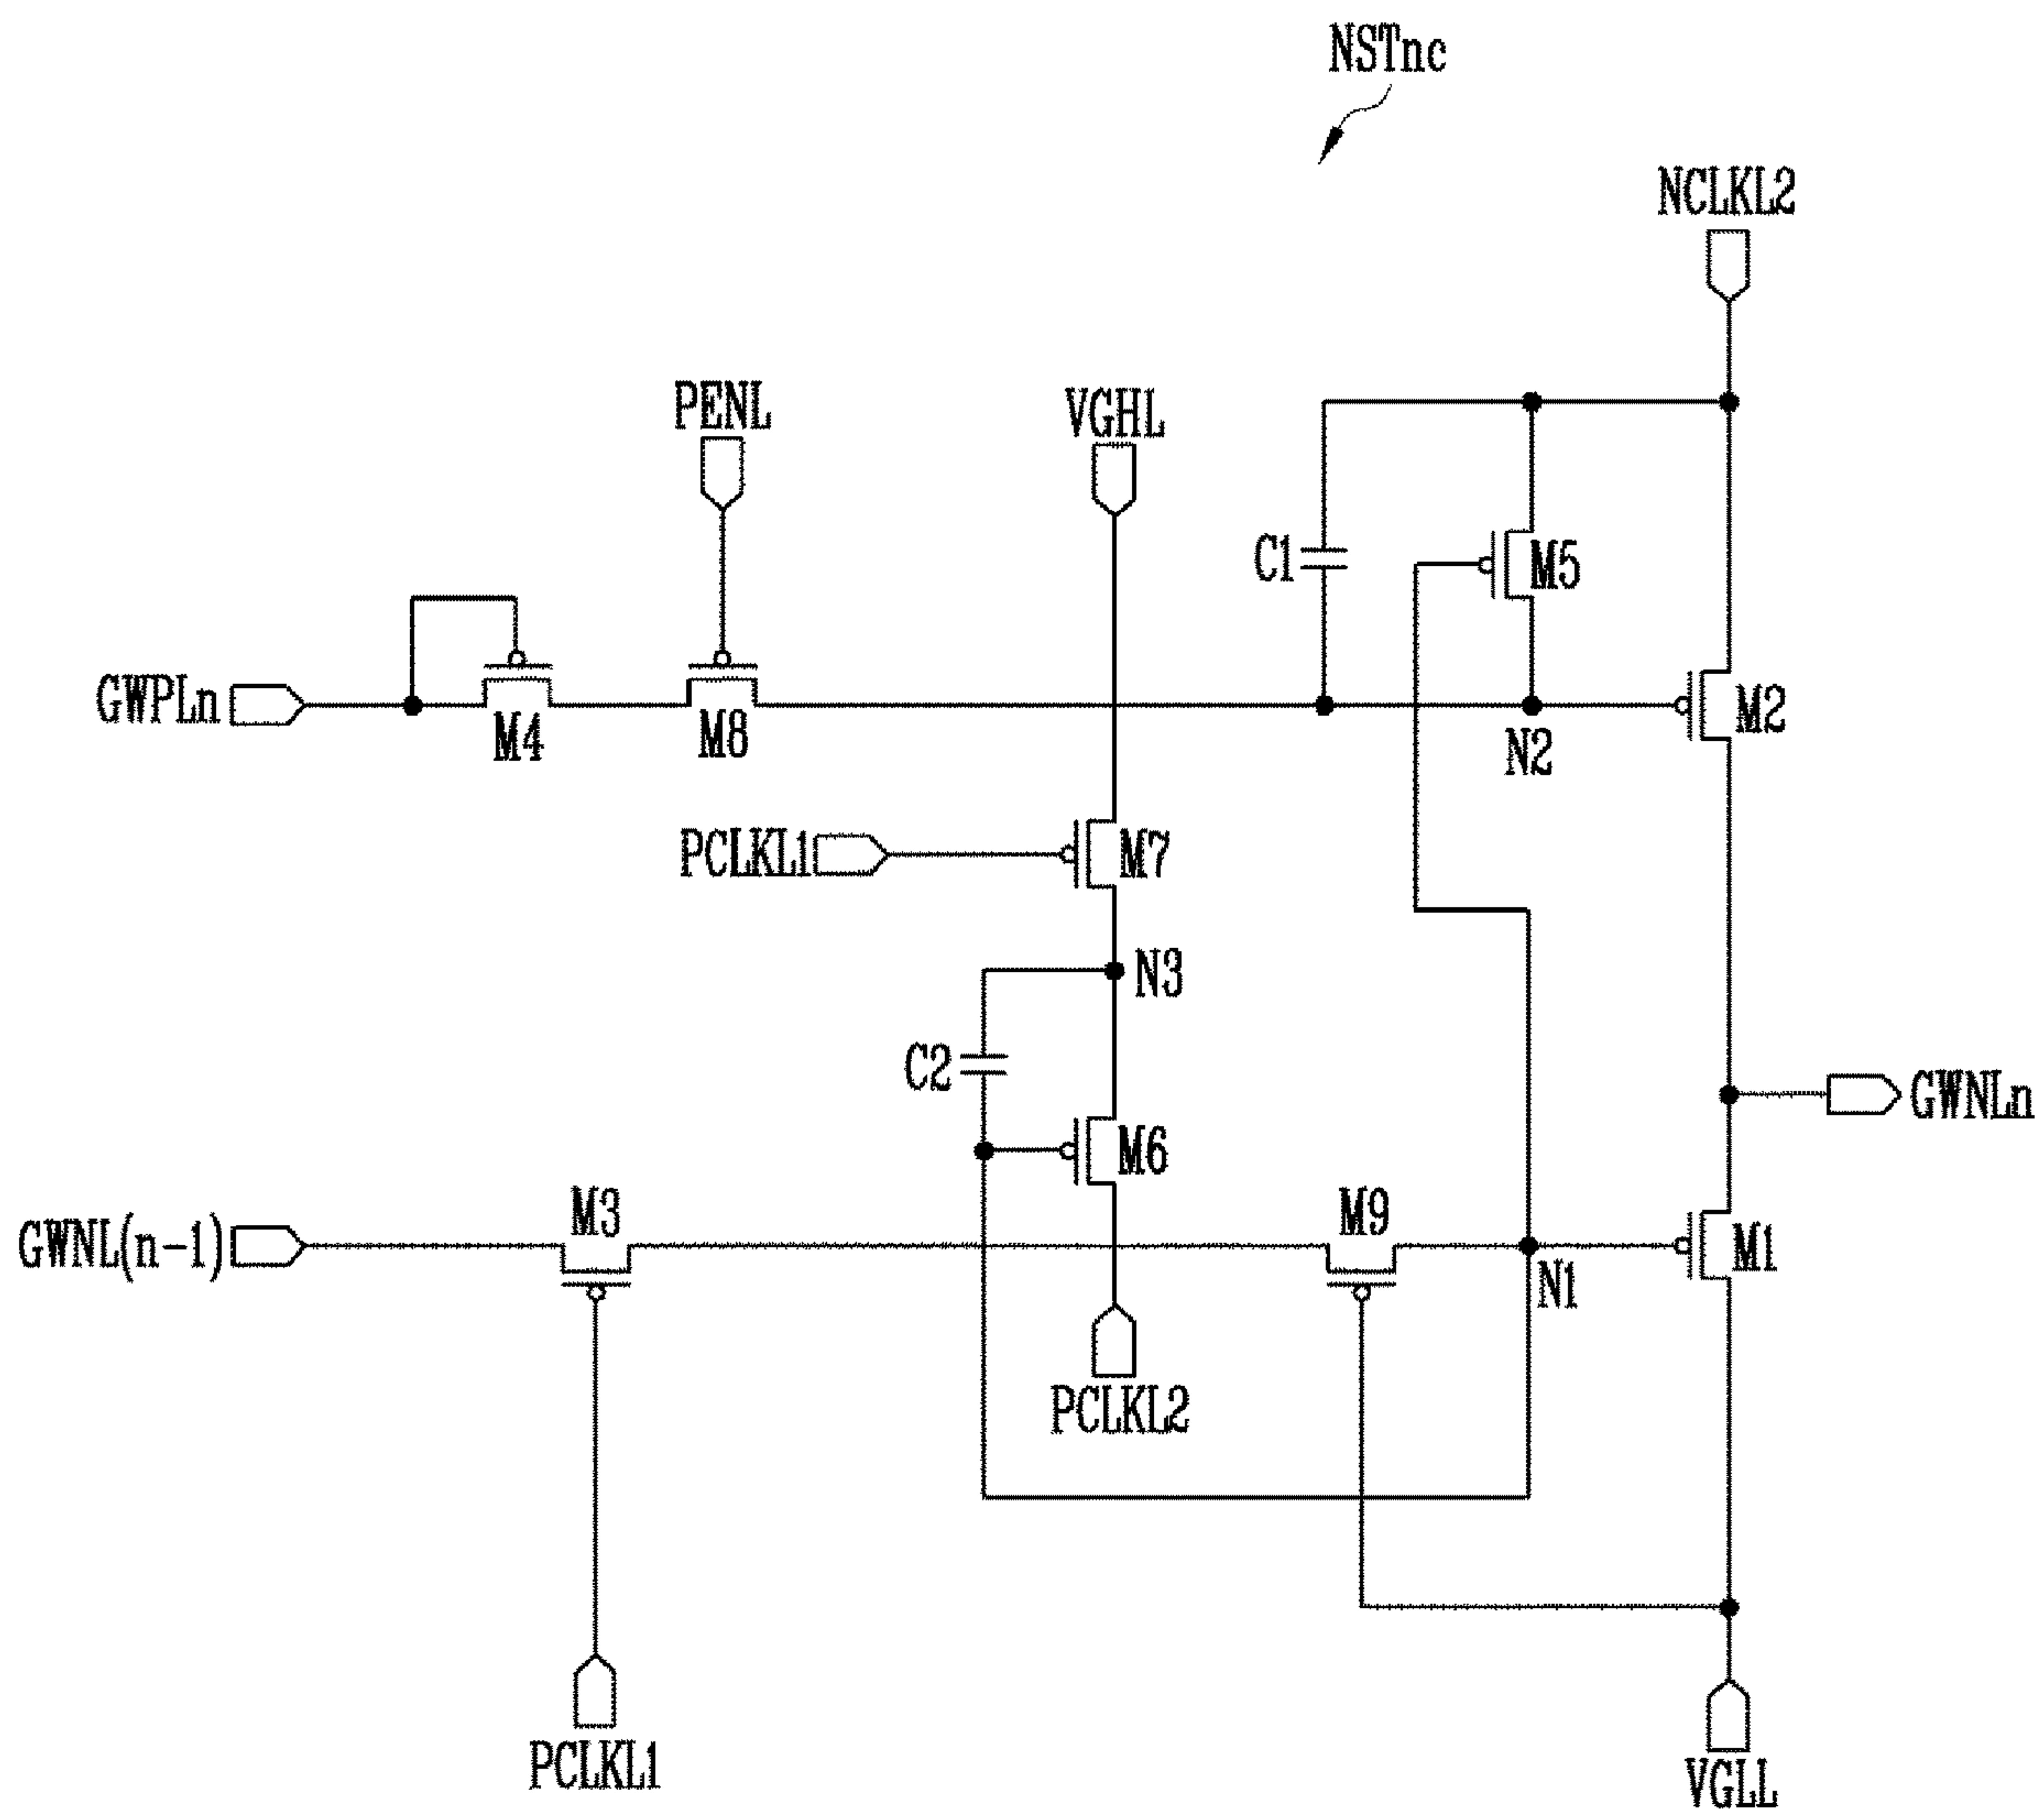 NSTnc
NCLKL2
PENL
VGHL
C1
M5
GWPLn
M4
M8
N2
M2
PCLKL1
M7
N3
C2
GWNLn
M6
GWNL(n-1)
M3
M9
M1
N1
PCLKL2
PCLKL1
VGLL